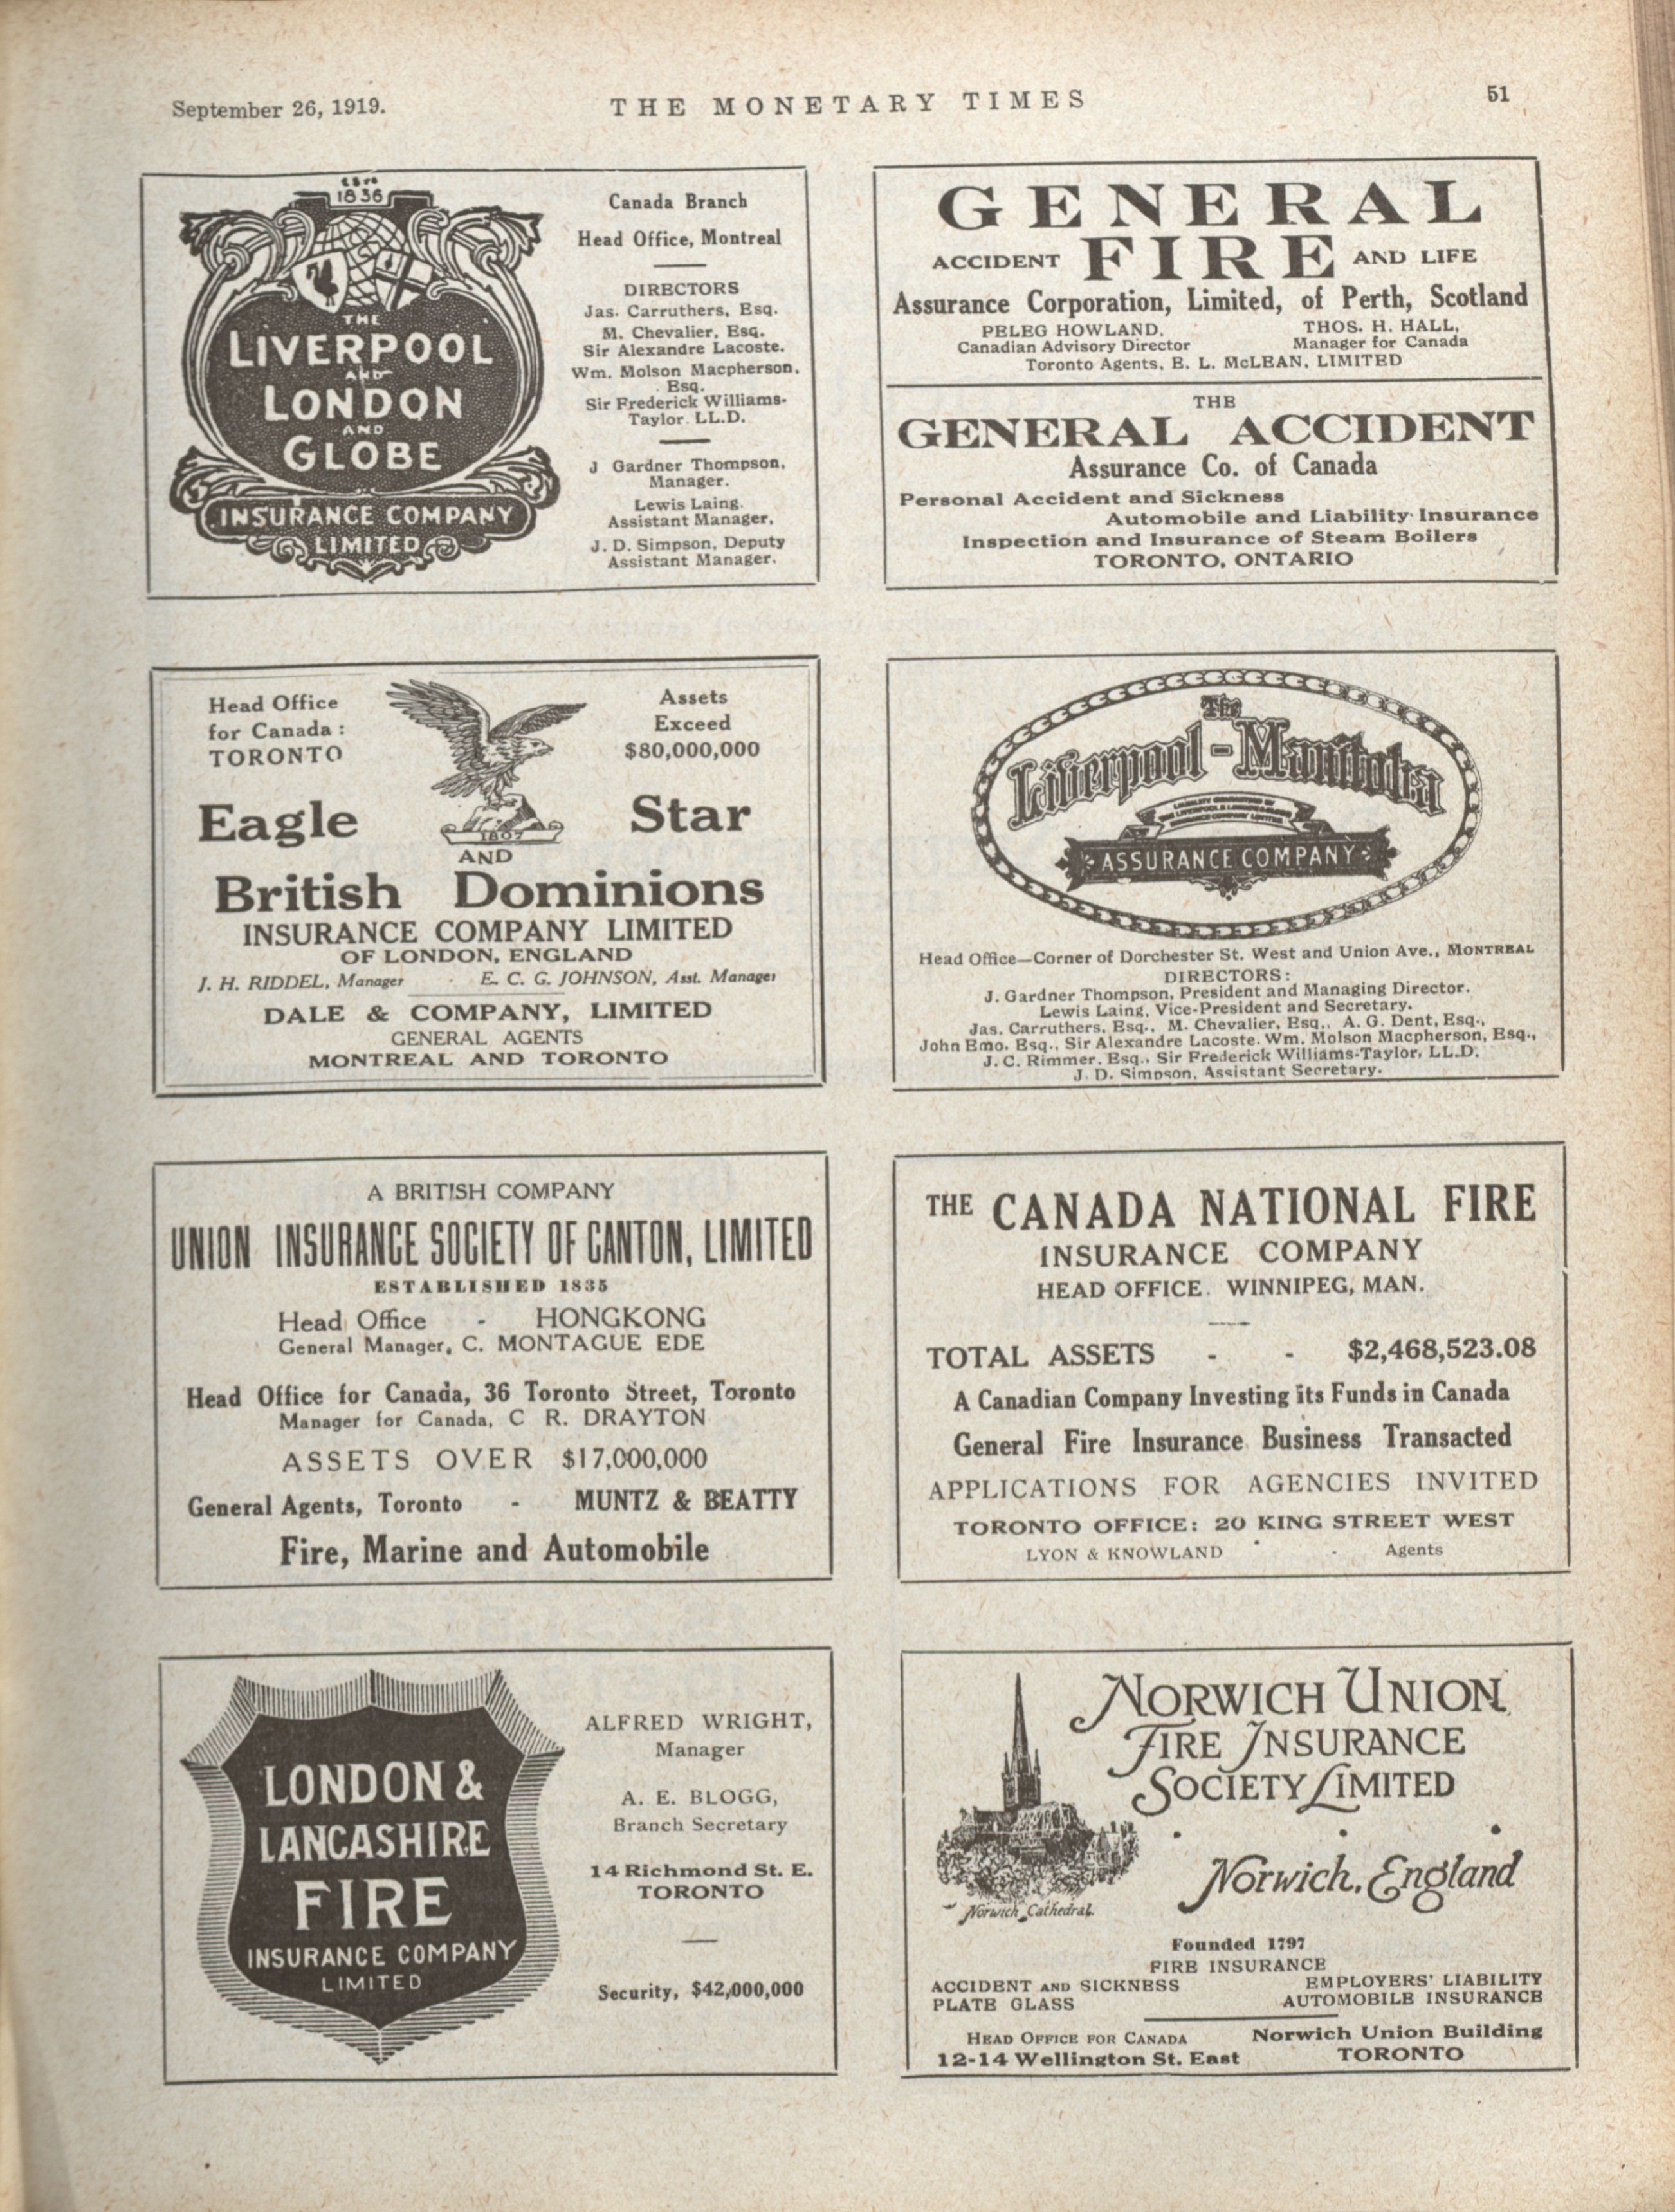 September 26, 1919.
THE MONETARY TIMES
51
1836
THE
LIVERPOOL
AND
LONDON
AND
GLOBE
INSURANCE COMPANY
LIMITED
Canada Branch
Head Office, Montreal
DIRECTORS
Jas. Carruthers, Esq.
M. Chevalier, Esq.
Sir Alexandre Lacoste.
Wm. Molson Macpherson,
Esq.
Sir Frederick Williams-
Taylor LL.D.
J Gardner Thompson,
Manager.
Lewis Laing.
Assistant Manager,
J. D. Simpson, Deputy
Assistant Manager.
GENERAL
ACCIDENT FIRE AND LIFE
Assurance Corporation, Limited, of Perth, Scotland
PELEG HOWLAND, THOS. H. HALL,
Canadian Advisory Director Manager for Canada
Toronto Agents, E. L. McLEAN, LIMITED
THE
GENERAL ACCIDENT
Assurance Co. of Canada
Personal Accident and Sickness
Automobile and Liability Insurance
Inspection and Insurance of Steam Boilers
TORONTO, ONTARIO
Head Office
for Canada :
TORONTO
Assets
Exceed
$80,000,000
Eagle Star
1807
AND
British Dominions
INSURANCE COMPANY LIMITED
OF LONDON, ENGLAND
J. H. RIDDEL, Manager E. C. G. JOHNSON, Asst. Manager
DALE & COMPANY, LIMITED
GENERAL AGENTS
MONTREAL AND TORONTO
The
Liverpool-Manitoba
ASSURANCE COMPANY
Head Office—Corner of Dorchester St. West and Union Ave., MONTREAL
DIRECTORS:
J. Gardner Thompson, President and Managing Director.
Lewis Laing, Vice-President and Secretary.
Jas. Carruthers, Esq., M. Chevalier, Esq., A. G. Dent, Esq.,
John Emo, Esq., Sir Alexandre Lacoste. Wm. Molson Macpherson, Esq.,
J. C. Rimmer, Esq., Sir Frederick Williams-Taylor, LL.D.
J. D. Simpson, Assistant Secretary.
A BRITISH COMPANY
UNION INSURANCE SOCIETY OF CANTON, LIMITED
ESTABLISHED 1835
Head Office - HONGKONG
General Manager, C. MONTAGUE EDE
Head Office for Canada, 36 Toronto Street, Toronto
Manager for Canada, C R. DRAYTON
ASSETS OVER $17,000,000
General Agents, Toronto - MUNTZ & BEATTY
Fire, Marine and Automobile
THE CANADA NATIONAL FIRE
INSURANCE COMPANY
HEAD OFFICE. WINNIPEG, MAN.
TOTAL ASSETS - - $2,468,523.08
A Canadian Company Investing its Funds in Canada
General Fire Insurance Business Transacted
APPLICATIONS FOR AGENCIES INVITED
TORONTO OFFICE: 20 KING STREET WEST
LYON & KNOWLAND - Agents
LONDON &
LANCASHIRE
FIRE
INSURANCE COMPANY
LIMITED
ALFRED WRIGHT,
Manager
A. E. BLOGG,
Branch Secretary
14 Richmond St. E.
TORONTO
Security, $42,000,000
NORWICH UNION
FIRE INSURANCE
SOCIETY LIMITED
Norwich, England
Norwich Cathedral.
Founded 1797
FIRE INSURANCE
ACCIDENT AND SICKNESS EMPLOYERS' LIABILITY
PLATE GLASS AUTOMOBILE INSURANCE
HEAD OFFICE FOR CANADA Norwich Union Building
12-14 Wellington St. East TORONTO